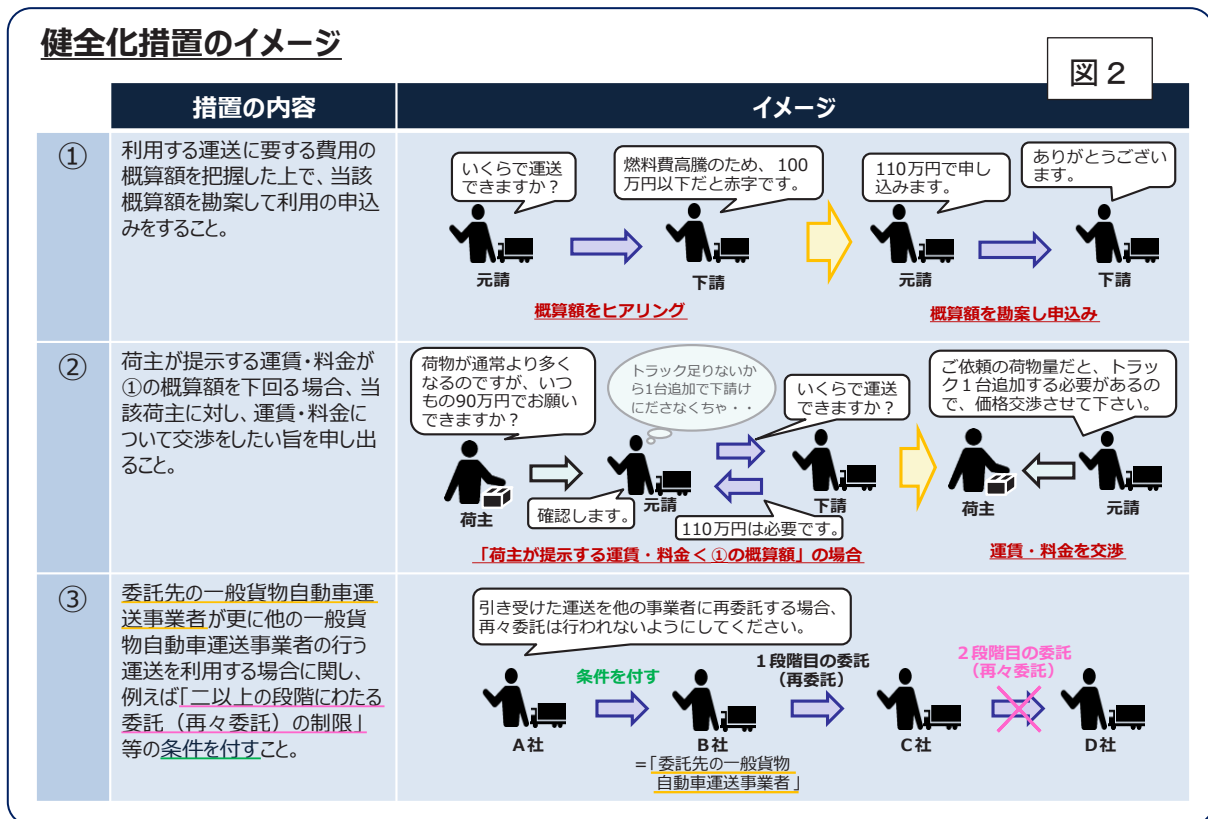 健全化措置のイメージ
図２
措置の内容
イメージ
①
利用する運送に要する費用の
概算額を把握した上で、当該
概算額を勘案して利用の申込
みをすること。
いくらで運送
できますか？
燃料費高騰のため、100
万円以下だと赤字です。
110万円で申し
込みます。
ありがとうござい
ます。
元請
下請
元請
下請
概算額をヒアリング
概算額を勘案し申込み
②
荷主が提示する運賃・料金が
①の概算額を下回る場合、当
該荷主に対し、運賃・料金に
ついて交渉をしたい旨を申し出
ること。
荷物が通常より多く
なるのですが、いつ
もの90万円でお願い
できますか？
トラック足りないか
ら1台追加で下請け
にださなくちゃ・・
いくらで運送
できますか？
ご依頼の荷物量だと、トラッ
ク１台追加する必要があるの
で、価格交渉させて下さい。
荷主
確認します。
元請
110万円は必要です。
下請
荷主
元請
「荷主が提示する運賃・料金＜①の概算額」の場合
運賃・料金を交渉
③
委託先の一般貨物自動車運
送事業者が更に他の一般貨
物自動車運送事業者の行う
運送を利用する場合に関し、
例えば「二以上の段階にわたる
委託（再々委託）の制限」
等の条件を付すこと。
引き受けた運送を他の事業者に再委託する場合、
再々委託は行われないようにしてください。
条件を付す
１段階目の委託
（再委託）
２段階目の委託
（再々委託）
A社
B社
C社
D社
＝「委託先の一般貨物
自動車運送事業者」